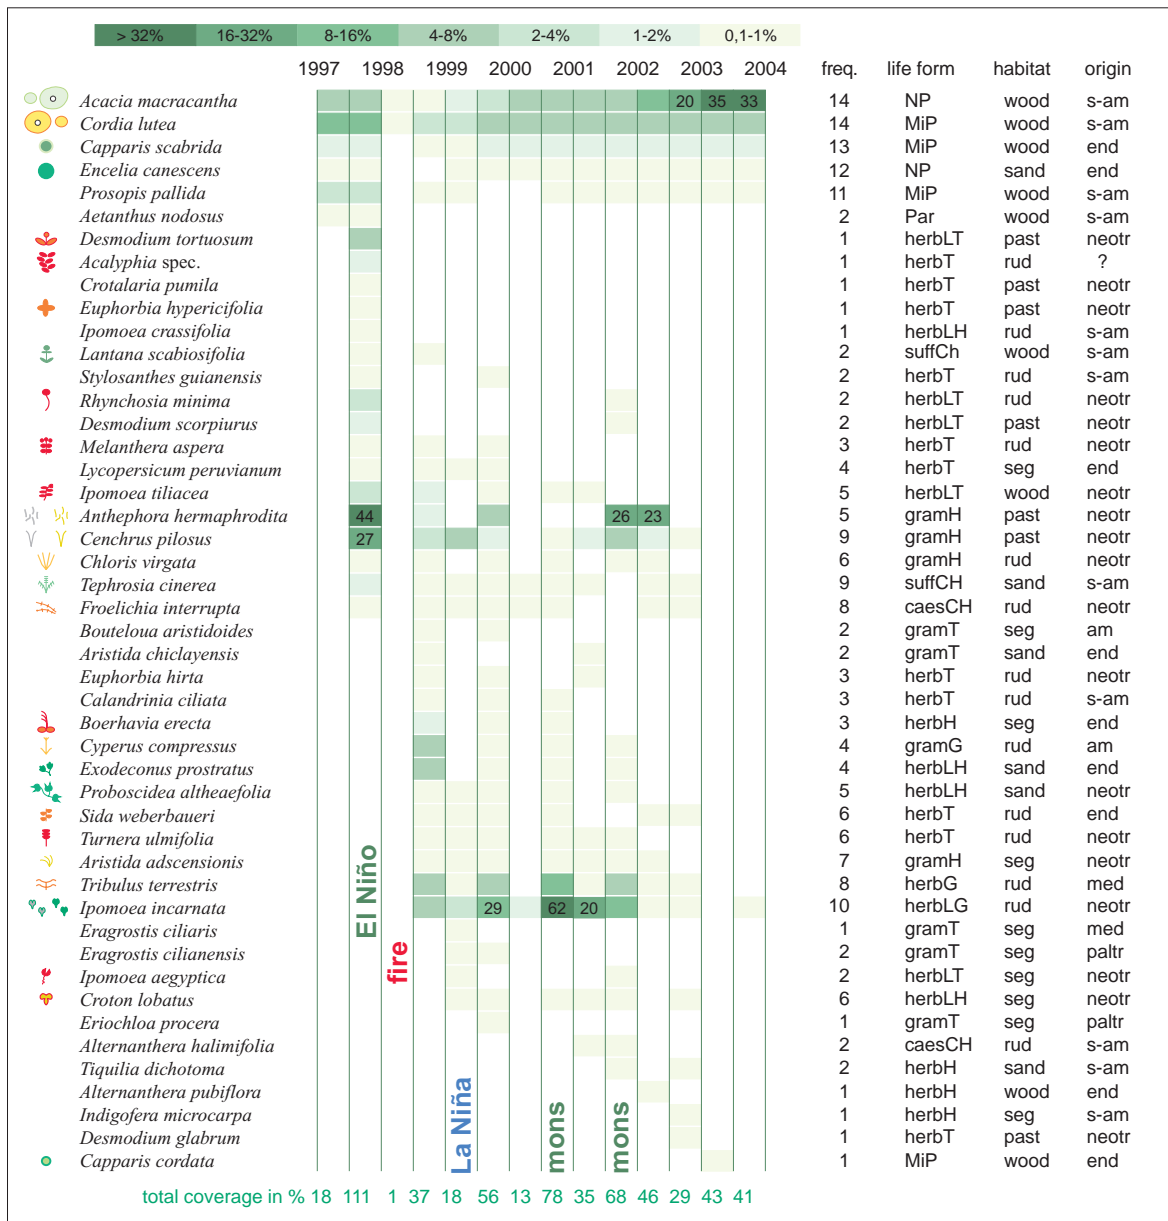 > 32% 16-32% 8-16% 4-8% 2-4% 1-2% 0,1-1%
1997 1998 1999 2000 2001 2002 2003 2004 freq. life form habitat origin
Acacia macracantha 20 35 33 14 NP wood s-am
Cordia lutea 14 MiP wood s-am
Capparis scabrida 13 MiP wood end
Encelia canescens 12 NP sand end
Prosopis pallida 11 MiP wood s-am
Aetanthus nodosus 2 Par wood s-am
Desmodium tortuosum 1 herbLT past neotr
Acalyphia spec. 1 herbT rud ?
Crotalaria pumila 1 herbT past neotr
Euphorbia hypericifolia 1 herbT past neotr
Ipomoea crassifolia 1 herbLH rud s-am
Lantana scabiosifolia 2 suffCh wood s-am
Stylosanthes guianensis 2 herbT rud s-am
Rhynchosia minima 2 herbLT rud neotr
Desmodium scorpiurus 2 herbLT past neotr
Melanthera aspera 3 herbT rud neotr
Lycopersicum peruvianum 4 herbT seg end
Ipomoea tiliacea 5 herbLT wood neotr
Anthephora hermaphrodita 44 26 23 5 gramH past neotr
Cenchrus pilosus 27 9 gramH past neotr
Chloris virgata 6 gramH rud neotr
Tephrosia cinerea 9 suffCH sand s-am
Froelichia interrupta 8 caesCH rud neotr
Bouteloua aristidoides 2 gramT seg am
Aristida chiclayensis 2 gramT sand end
Euphorbia hirta 3 herbT rud neotr
Calandrinia ciliata 3 herbT rud s-am
Boerhavia erecta 3 herbH seg end
Cyperus compressus 4 gramG rud am
Exodeconus prostratus 4 herbLH sand end
Proboscidea altheaefolia 5 herbLH sand neotr
Sida weberbaueri 6 herbT rud end
Turnera ulmifolia 6 herbT rud neotr
Aristida adscensionis 7 gramH seg neotr
Tribulus terrestris 8 herbG rud med
Ipomoea incarnata 29 62 20 10 herbLG rud neotr
Eragrostis ciliaris 1 gramT seg med
Eragrostis cilianensis 2 gramT seg paltr
Ipomoea aegyptica 2 herbLT seg neotr
Croton lobatus 6 herbLH seg neotr
Eriochloa procera 1 gramT seg paltr
Alternanthera halimifolia 2 caesCH rud s-am
Tiquilia dichotoma 2 herbH sand s-am
Alternanthera pubiflora 1 herbH wood end
Indigofera microcarpa 1 herbH seg s-am
Desmodium glabrum 1 herbT past neotr
Capparis cordata 1 MiP wood end
El Niño
fire
La Niña
mons
mons
total coverage in % 18 111 1 37 18 56 13 78 35 68 46 29 43 41